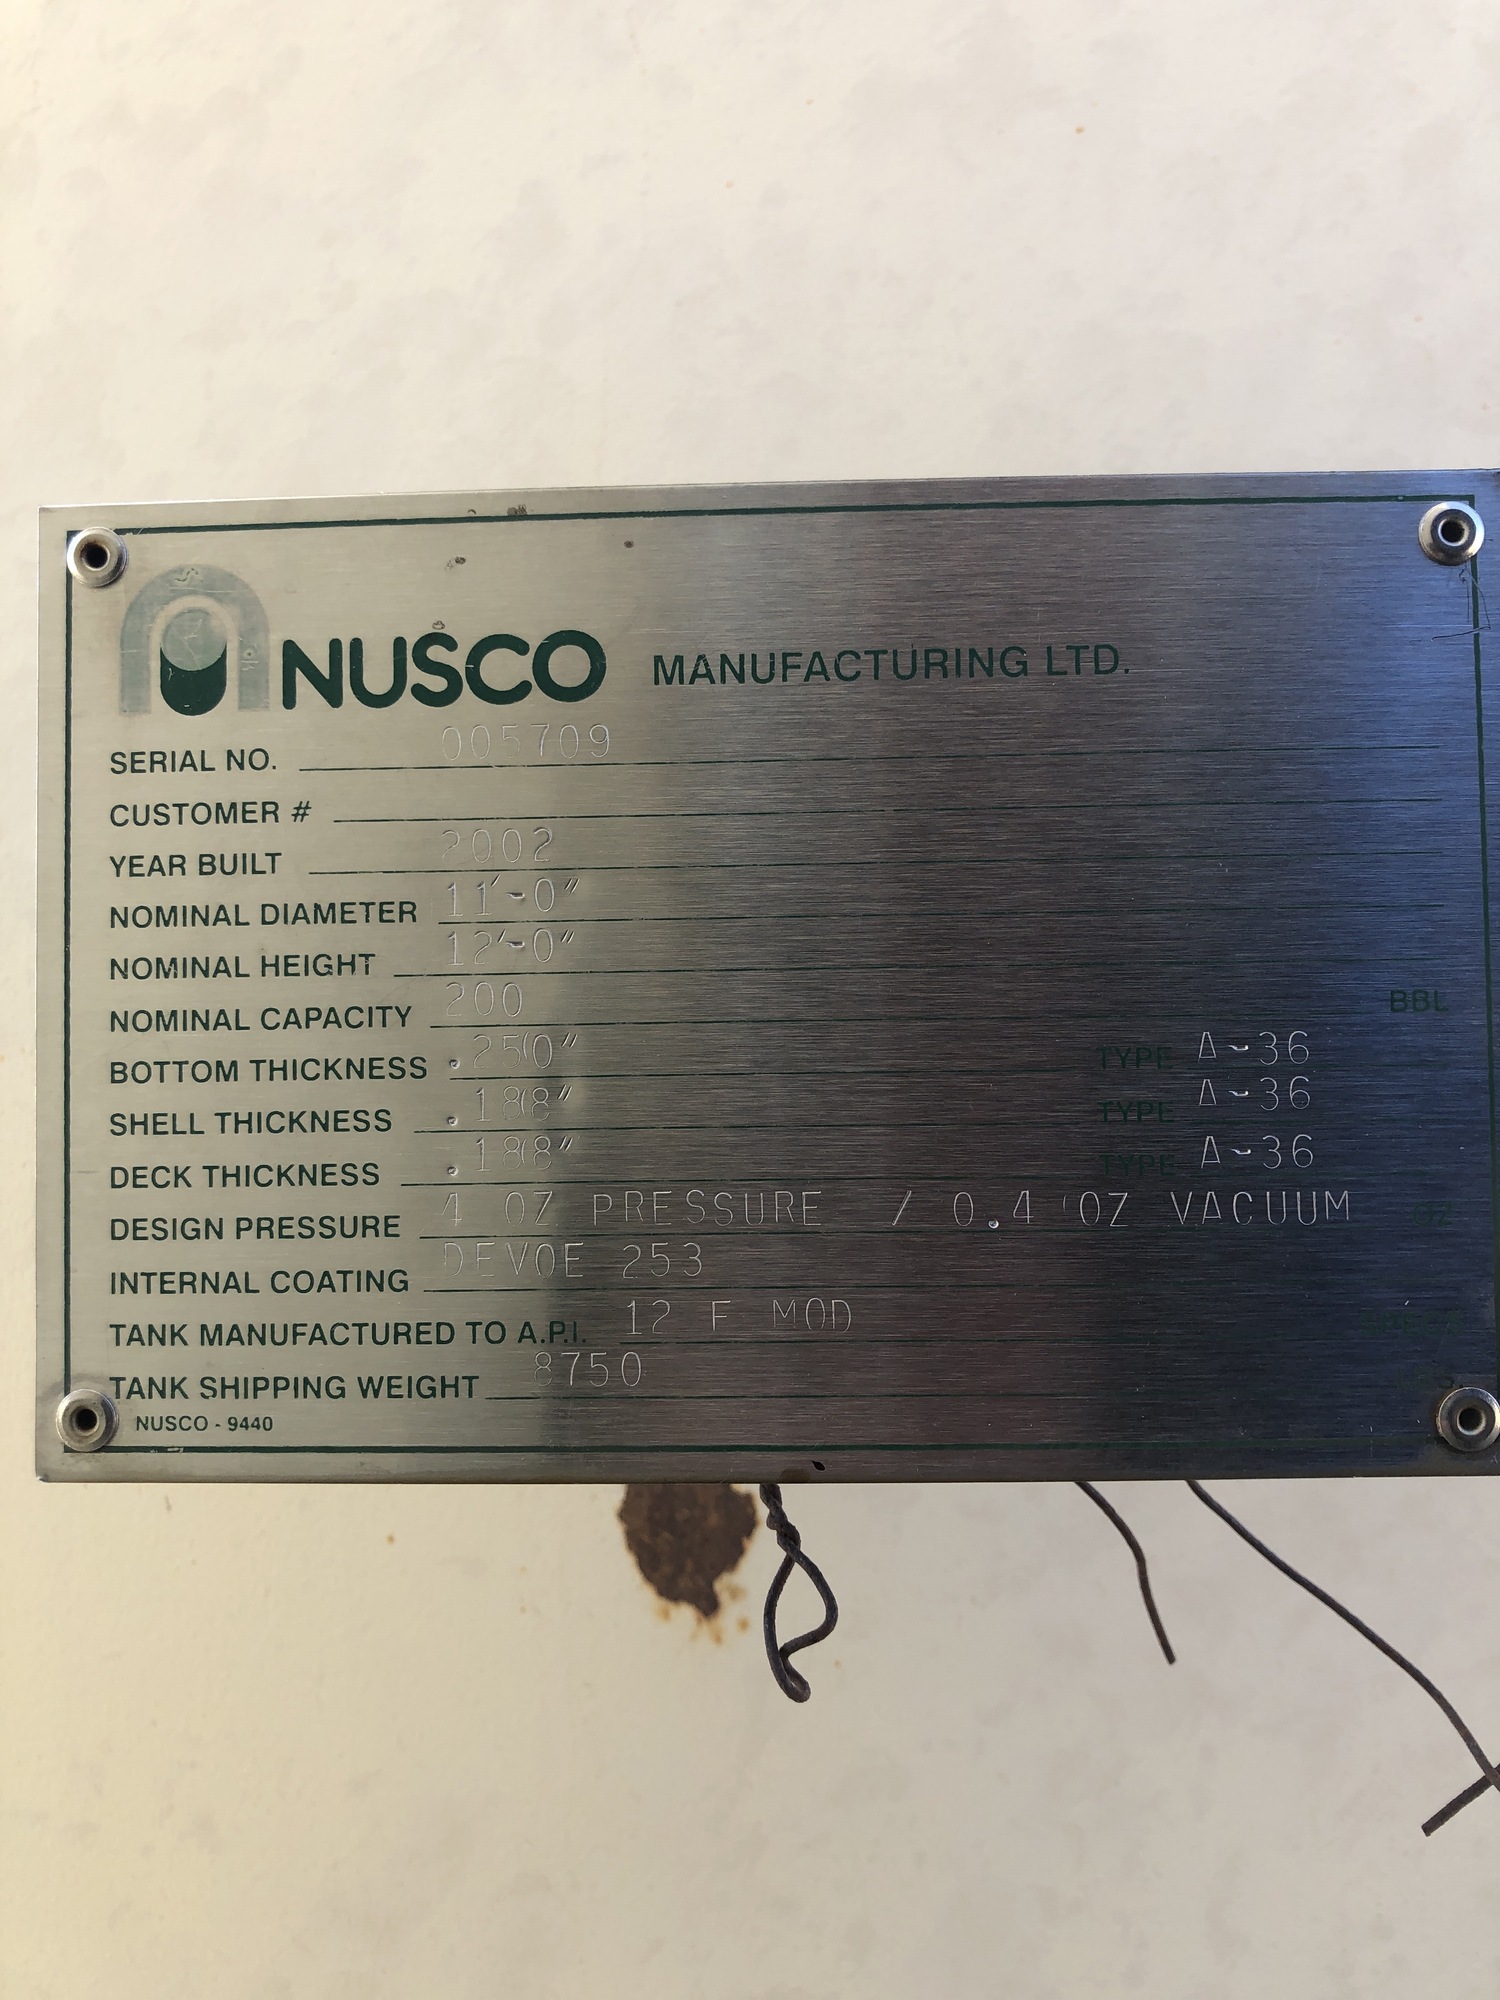 NUSCO MANUFACTURING LTD.
SERIAL NO. 005709
CUSTOMER #
YEAR BUILT 2002
NOMINAL DIAMETER 11'-0"
NOMINAL HEIGHT 12'-0"
NOMINAL CAPACITY 200 BBL
BOTTOM THICKNESS .250" TYPE A-36
SHELL THICKNESS .188" TYPE A-36
DECK THICKNESS .188" TYPE A-36
DESIGN PRESSURE 4 OZ PRESSURE / 0.4 OZ VACUUM OZ
INTERNAL COATING DEVOE 253
TANK MANUFACTURED TO A.P.I. 12 F MOD SPECS
TANK SHIPPING WEIGHT 8750
NUSCO - 9440